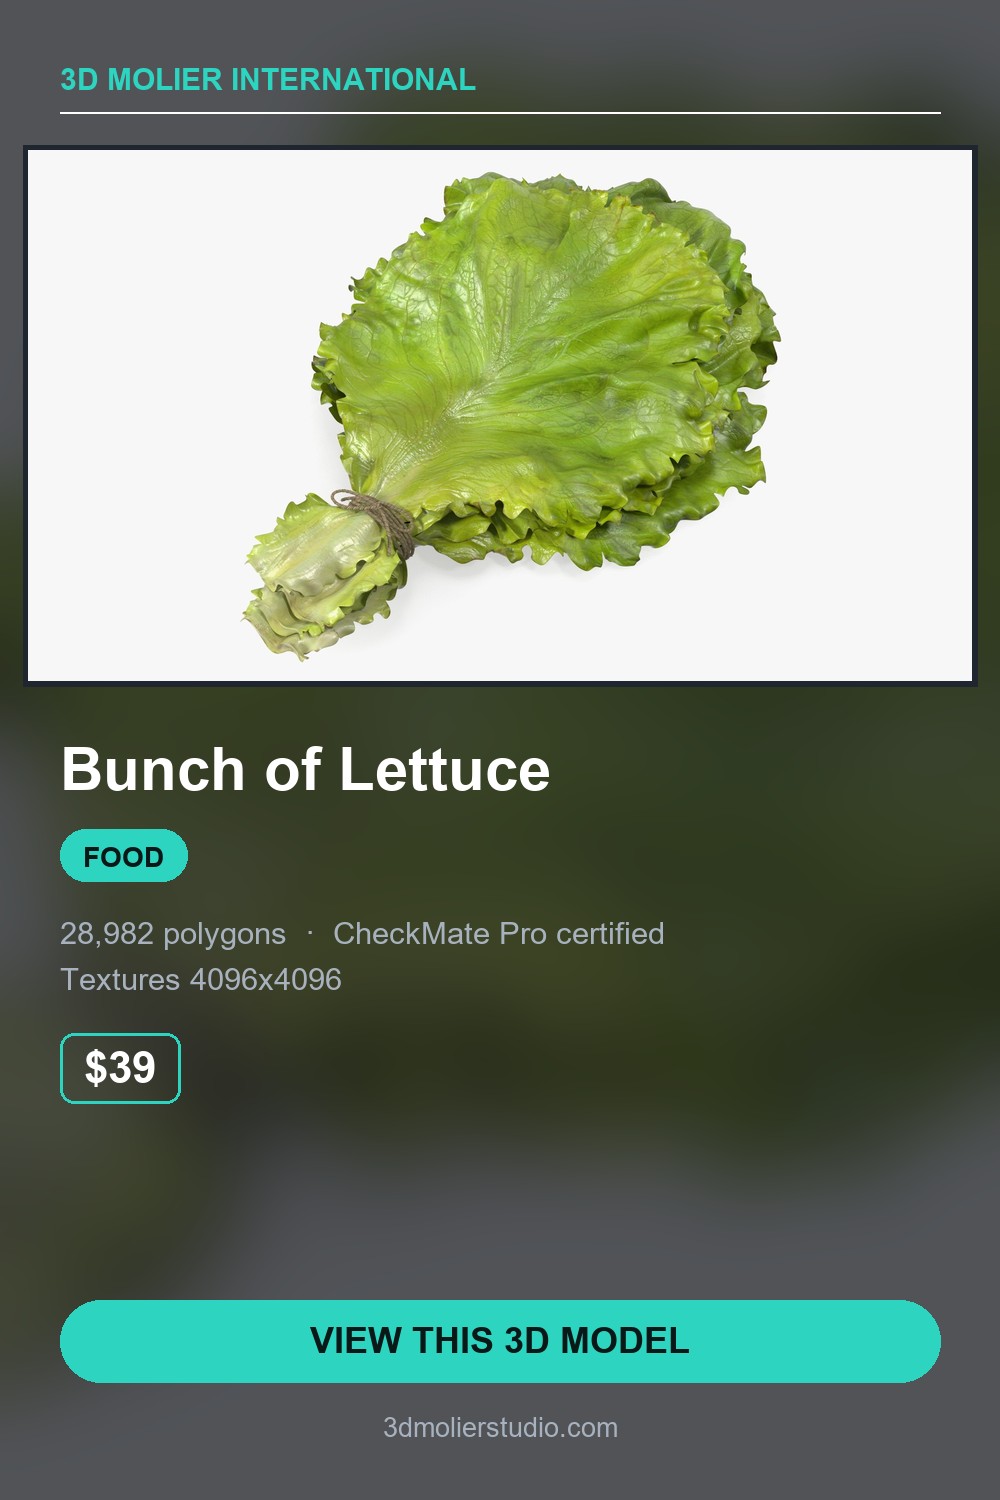 3D MOLIER INTERNATIONAL
Bunch of Lettuce
FOOD
28,982 polygons · CheckMate Pro certified
Textures 4096x4096
$39
VIEW THIS 3D MODEL
3dmolierstudio.com